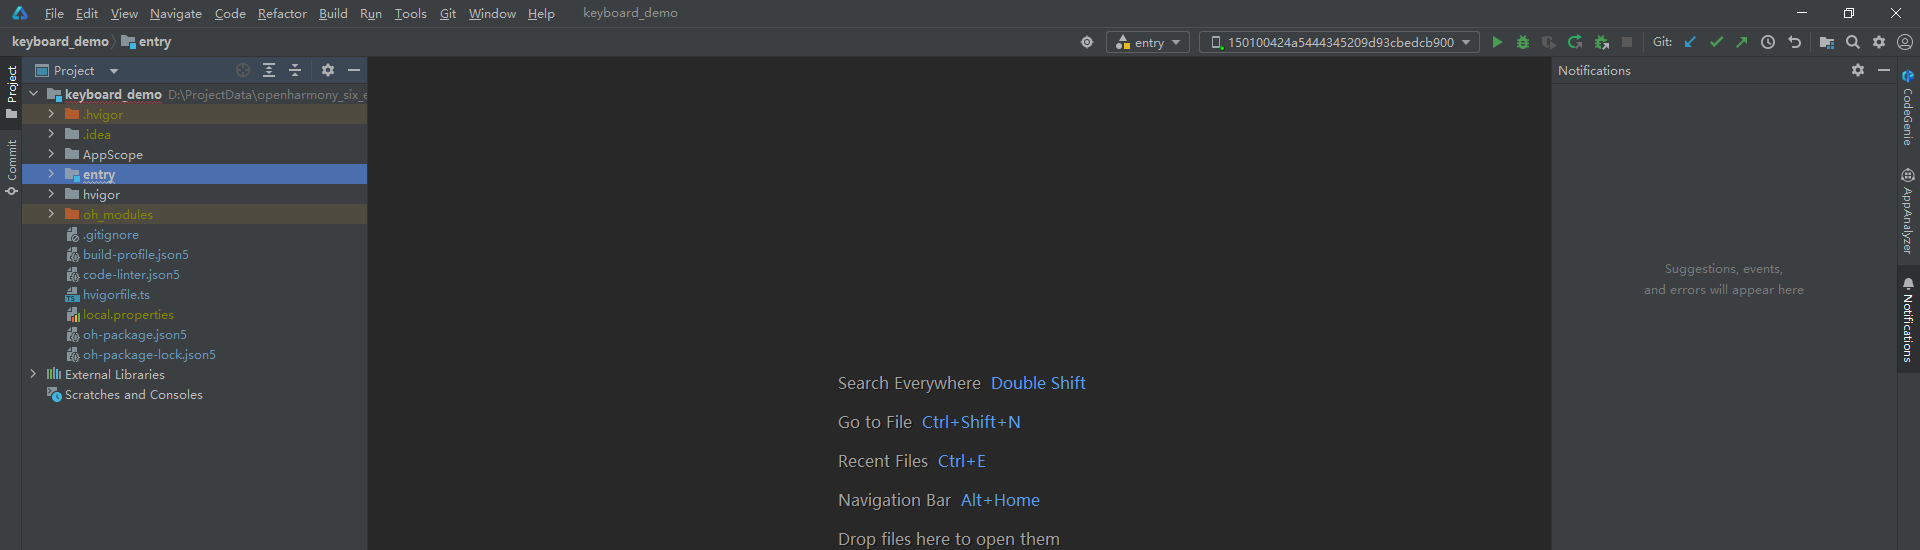 File Edit View Navigate Code Refactor Build Run Tools Git Window Help keyboard_demo
keyboard_demo entry
entry
150100424a5444345209d93cbedcb900
Git:
Project
Commit
Project
keyboard_demo D:\ProjectData\openharmony_six_e
.hvigor
.idea
AppScope
entry
hvigor
oh_modules
.gitignore
build-profile.json5
code-linter.json5
hvigorfile.ts
local.properties
oh-package.json5
oh-package-lock.json5
External Libraries
Scratches and Consoles
Search Everywhere Double Shift
Go to File Ctrl+Shift+N
Recent Files Ctrl+E
Navigation Bar Alt+Home
Drop files here to open them
Notifications
Suggestions, events,
and errors will appear here
CodeGenie
AppAnalyzer
Notifications